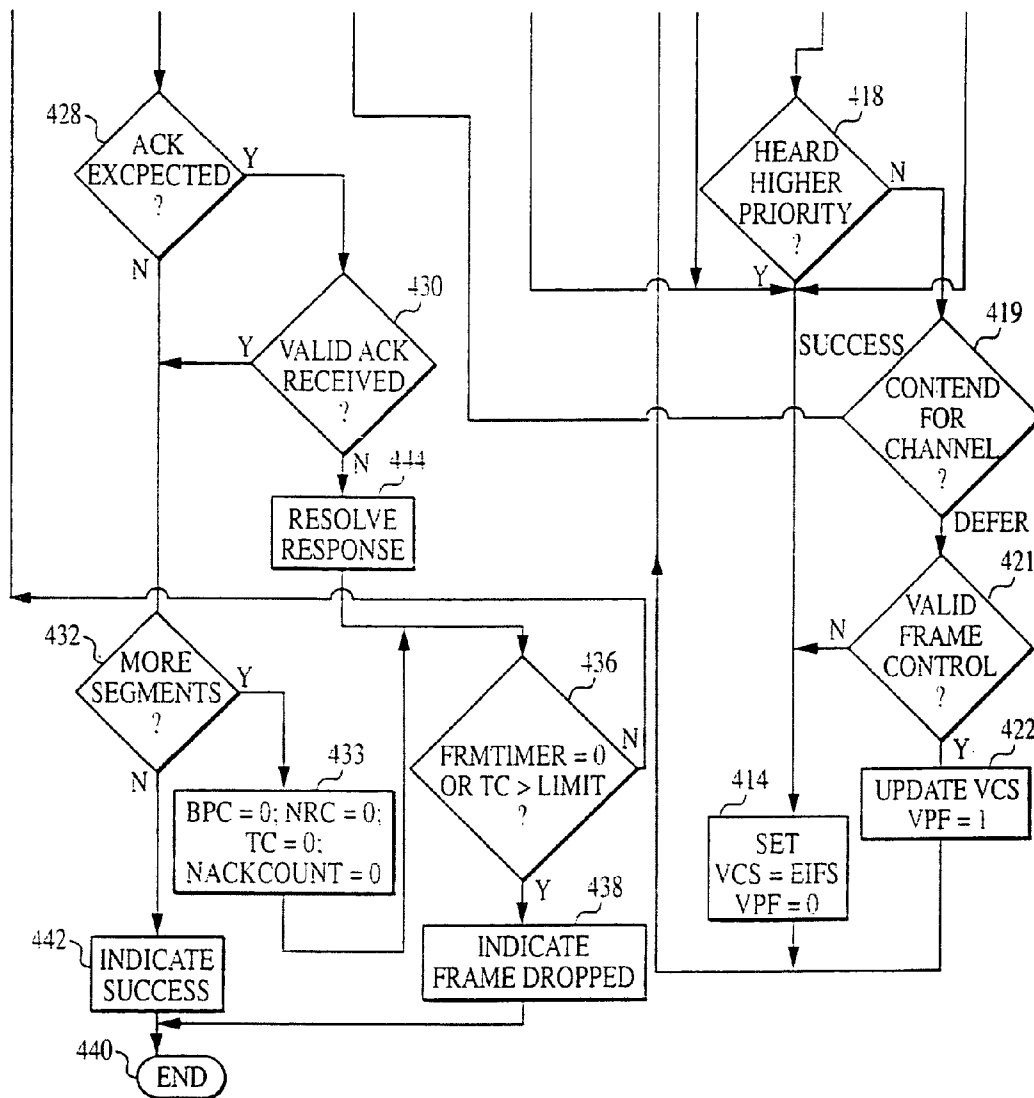 428
ACK
EXCPECTED
?
Y
N
418
HEARD
HIGHER
PRIORITY
?
N
Y
430
VALID ACK
RECEIVED
?
Y
N
419
SUCCESS
CONTEND
FOR
CHANNEL
?
DEFER
444
RESOLVE
RESPONSE
421
VALID
FRAME
CONTROL
?
N
Y
432
MORE
SEGMENTS
?
Y
N
436
FRMTIMER = 0
OR TC > LIMIT
?
N
Y
433
BPC = 0; NRC = 0;
TC = 0;
NACKCOUNT = 0
422
UPDATE VCS
VPF = 1
414
SET
VCS = EIFS
VPF = 0
438
INDICATE
FRAME DROPPED
442
INDICATE
SUCCESS
440
END